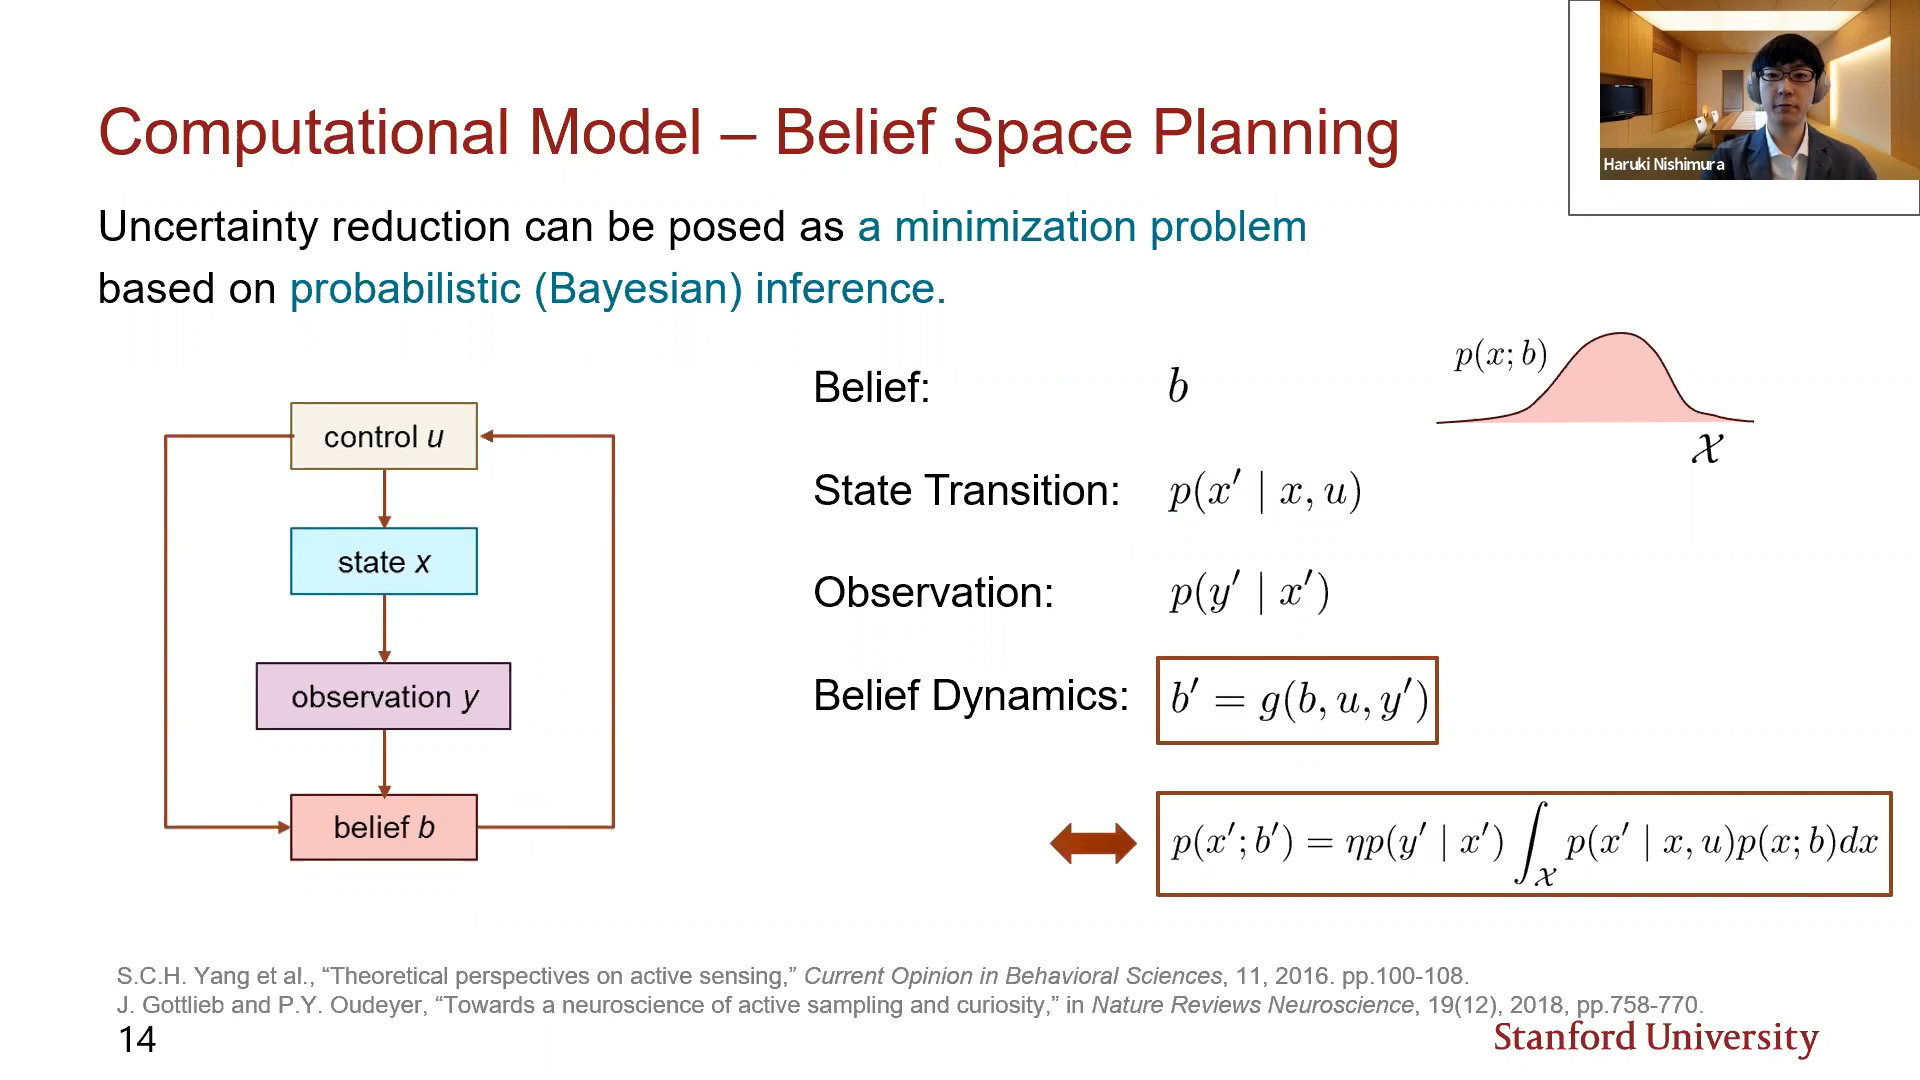 Haruki Nishimura
Computational Model – Belief Space Planning
Uncertainty reduction can be posed as a minimization problem
based on probabilistic (Bayesian) inference.
control u
state x
observation y
belief b
Belief: b
p(x; b)
𝒳
State Transition: p(x′ | x, u)
Observation: p(y′ | x′)
Belief Dynamics: b′ = g(b, u, y′)
p(x′; b′) = ηp(y′ | x′) ∫_𝒳 p(x′ | x, u)p(x; b)dx
S.C.H. Yang et al., “Theoretical perspectives on active sensing,” Current Opinion in Behavioral Sciences, 11, 2016. pp.100-108.
J. Gottlieb and P.Y. Oudeyer, “Towards a neuroscience of active sampling and curiosity,” in Nature Reviews Neuroscience, 19(12), 2018, pp.758-770.
14
Stanford University